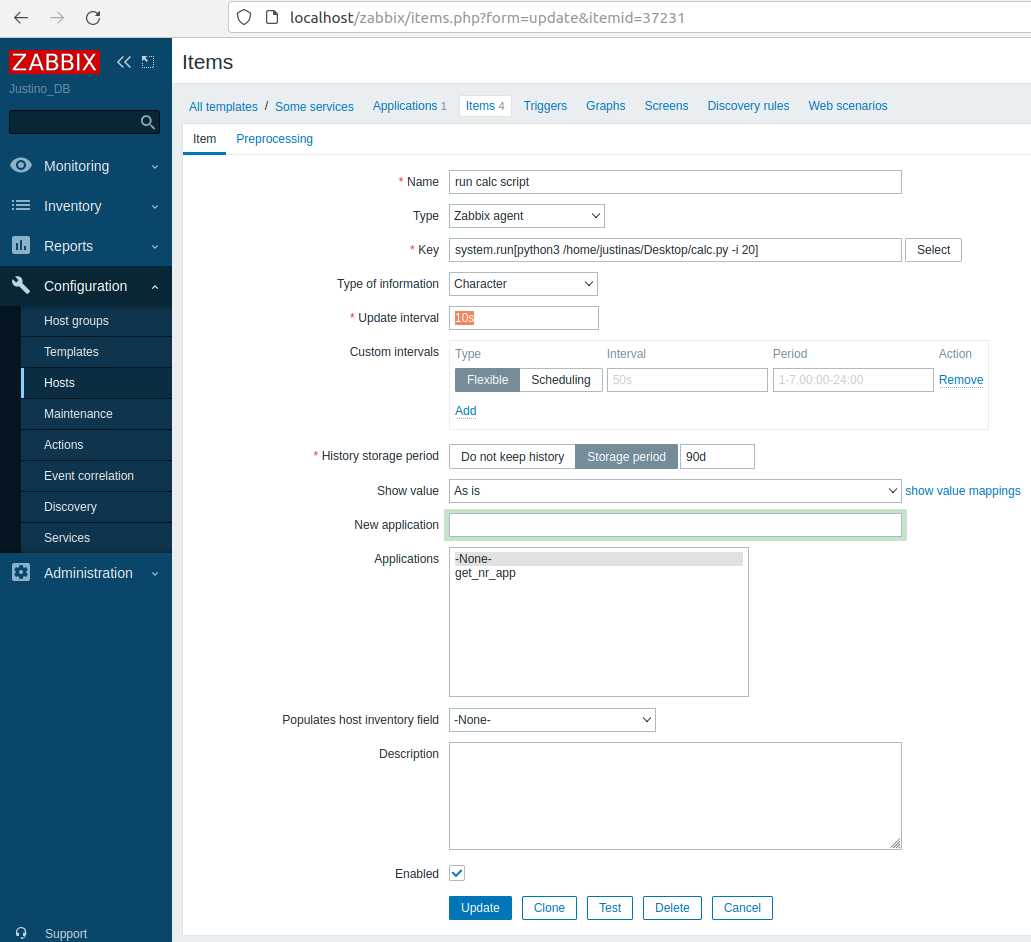 localhost/zabbix/items.php?form=update&itemid=37231
ZABBIX
Justino_DB
Monitoring
Inventory
Reports
Configuration
Host groups
Templates
Hosts
Maintenance
Actions
Event correlation
Discovery
Services
Administration
Support
Items
All templates / Some services Applications 1 Items 4 Triggers Graphs Screens Discovery rules Web scenarios
Item Preprocessing
* Name run calc script
Type Zabbix agent
* Key system.run[python3 /home/justinas/Desktop/calc.py -i 20] Select
Type of information Character
* Update interval 10s
Custom intervals Type Interval Period Action
Flexible Scheduling 50s 1-7,00:00-24:00 Remove
Add
* History storage period Do not keep history Storage period 90d
Show value As is show value mappings
New application
Applications -None-
get_nr_app
Populates host inventory field -None-
Description
Enabled
Update Clone Test Delete Cancel